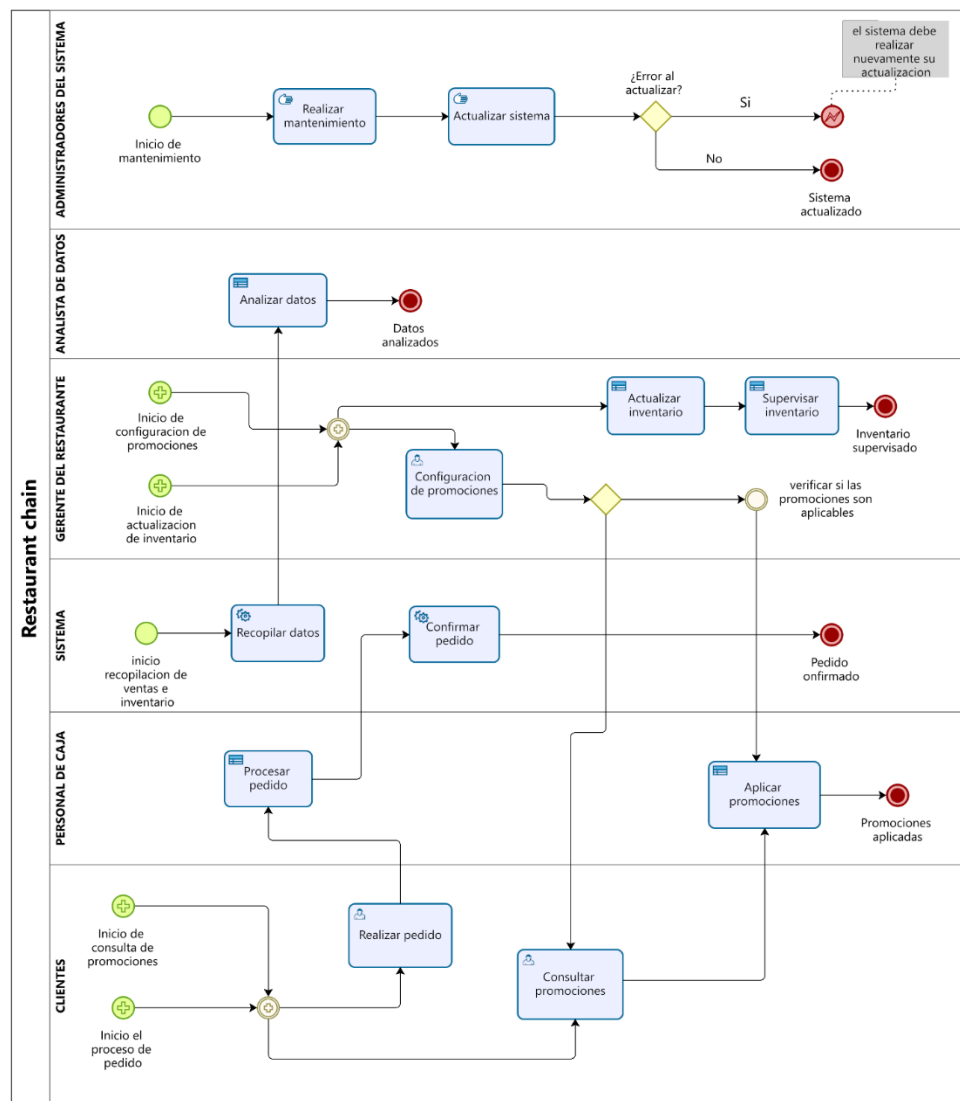 Restaurant chain
ADMINISTRADORES DEL SISTEMA
Inicio de
mantenimiento
Realizar
mantenimiento
Actualizar sistema
¿Error al
actualizar?
Si
No
el sistema debe
realizar
nuevamente su
actualizacion
Sistema
actualizado
ANALISTA DE DATOS
Analizar datos
Datos
analizados
GERENTE DEL RESTAURANTE
Inicio de
configuracion de
promociones
Inicio de
actualizacion
de inventario
Configuracion
de promociones
Actualizar
inventario
Supervisar
inventario
Inventario
supervisado
verificar si las
promociones son
aplicables
SISTEMA
inicio
recopilacion de
ventas e
inventario
Recopilar datos
Confirmar
pedido
Pedido
onfirmado
PERSONAL DE CAJA
Procesar
pedido
Aplicar
promociones
Promociones
aplicadas
CLIENTES
Inicio de
consulta de
promociones
Inicio el
proceso de
pedido
Realizar pedido
Consultar
promociones